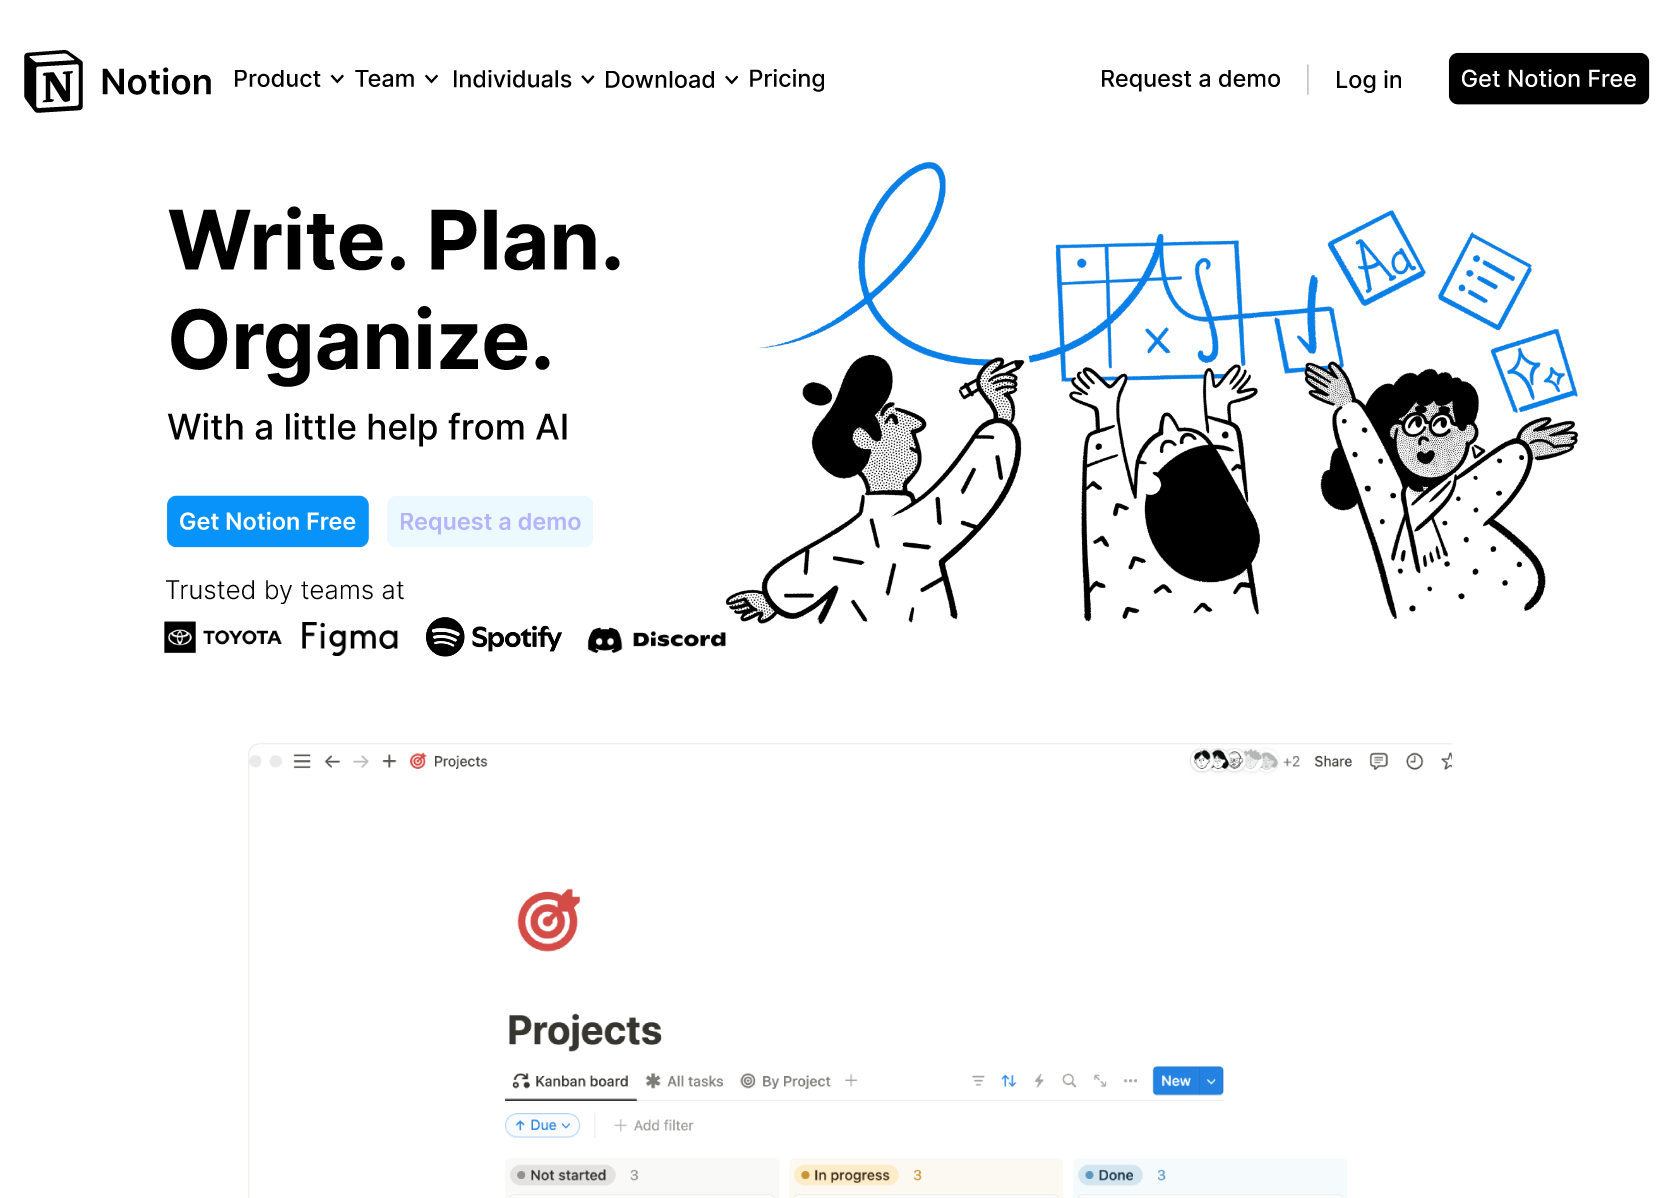 Notion Product Team Individuals Download Pricing Request a demo Log in Get Notion Free
Write. Plan.
Organize.
With a little help from AI
Get Notion Free Request a demo
Trusted by teams at
TOYOTA Figma Spotify Discord
Aa
x
Projects +2 Share
Projects
Kanban board All tasks By Project New
Due Add filter
Not started 3 In progress 3 Done 3